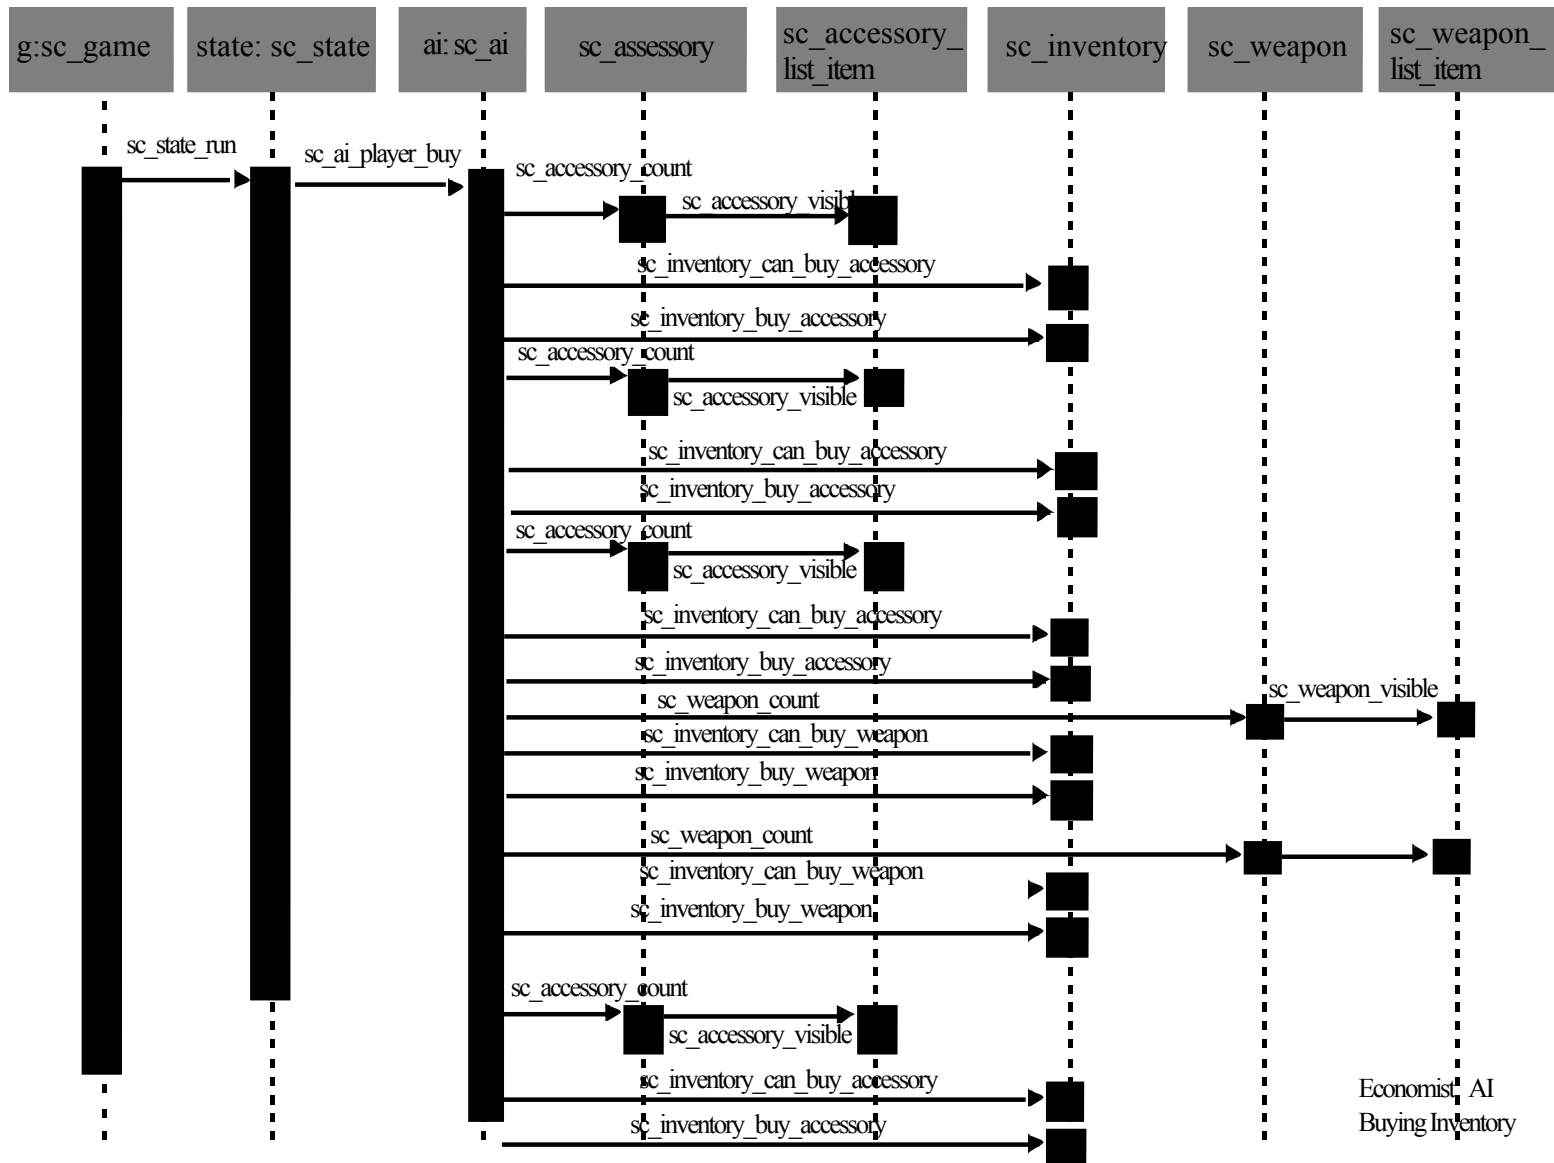 g:sc_game
state: sc_state
ai: sc_ai
sc_assessory
sc_accessory_
list_item
sc_inventory
sc_weapon
sc_weapon_
list_item
sc_state_run
sc_ai_player_buy
sc_accessory_count
sc_accessory_visible
sc_inventory_can_buy_accessory
sc_inventory_buy_accessory
sc_accessory_count
sc_accessory_visible
sc_inventory_can_buy_accessory
sc_inventory_buy_accessory
sc_accessory_count
sc_accessory_visible
sc_inventory_can_buy_accessory
sc_inventory_buy_accessory
sc_weapon_visible
sc_weapon_count
sc_inventory_can_buy_weapon
sc_inventory_buy_weapon
sc_weapon_count
sc_inventory_can_buy_weapon
sc_inventory_buy_weapon
sc_accessory_count
sc_accessory_visible
sc_inventory_can_buy_accessory
sc_inventory_buy_accessory
Economist AI
Buying Inventory